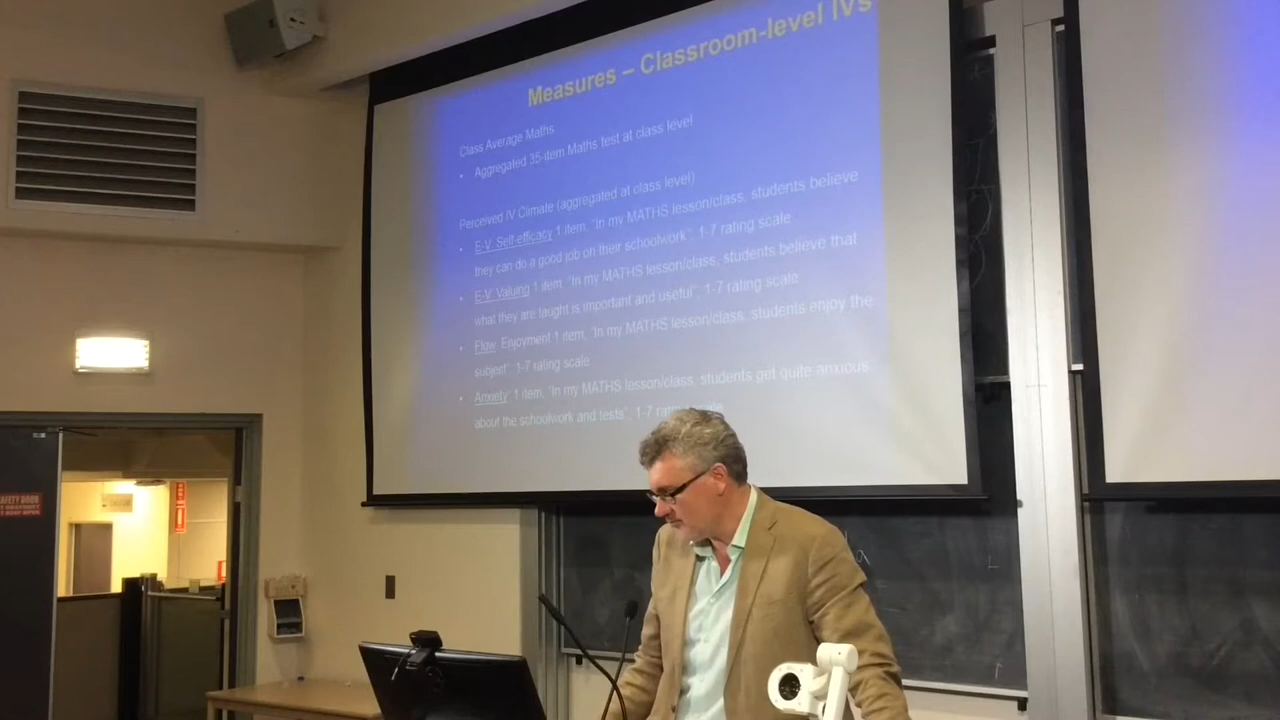 Measures – Classroom-level IVs
Class Average Maths
• Aggregated 35-item Maths test at class level
Perceived IV Climate (aggregated at class level)
• E-V. Self-efficacy 1 item, “In my MATHS lesson/class, students believe
they can do a good job on their schoolwork”. 1-7 rating scale
• E-V. Valuing 1 item, “In my MATHS lesson/class, students believe that
what they are taught is important and useful”. 1-7 rating scale
• Flow. Enjoyment 1 item, “In my MATHS lesson/class, students enjoy the
subject”. 1-7 rating scale
• Anxiety 1 item, “In my MATHS lesson/class, students get quite anxious
about the schoolwork and tests”. 1-7 rating scale
SAFETY DOOR